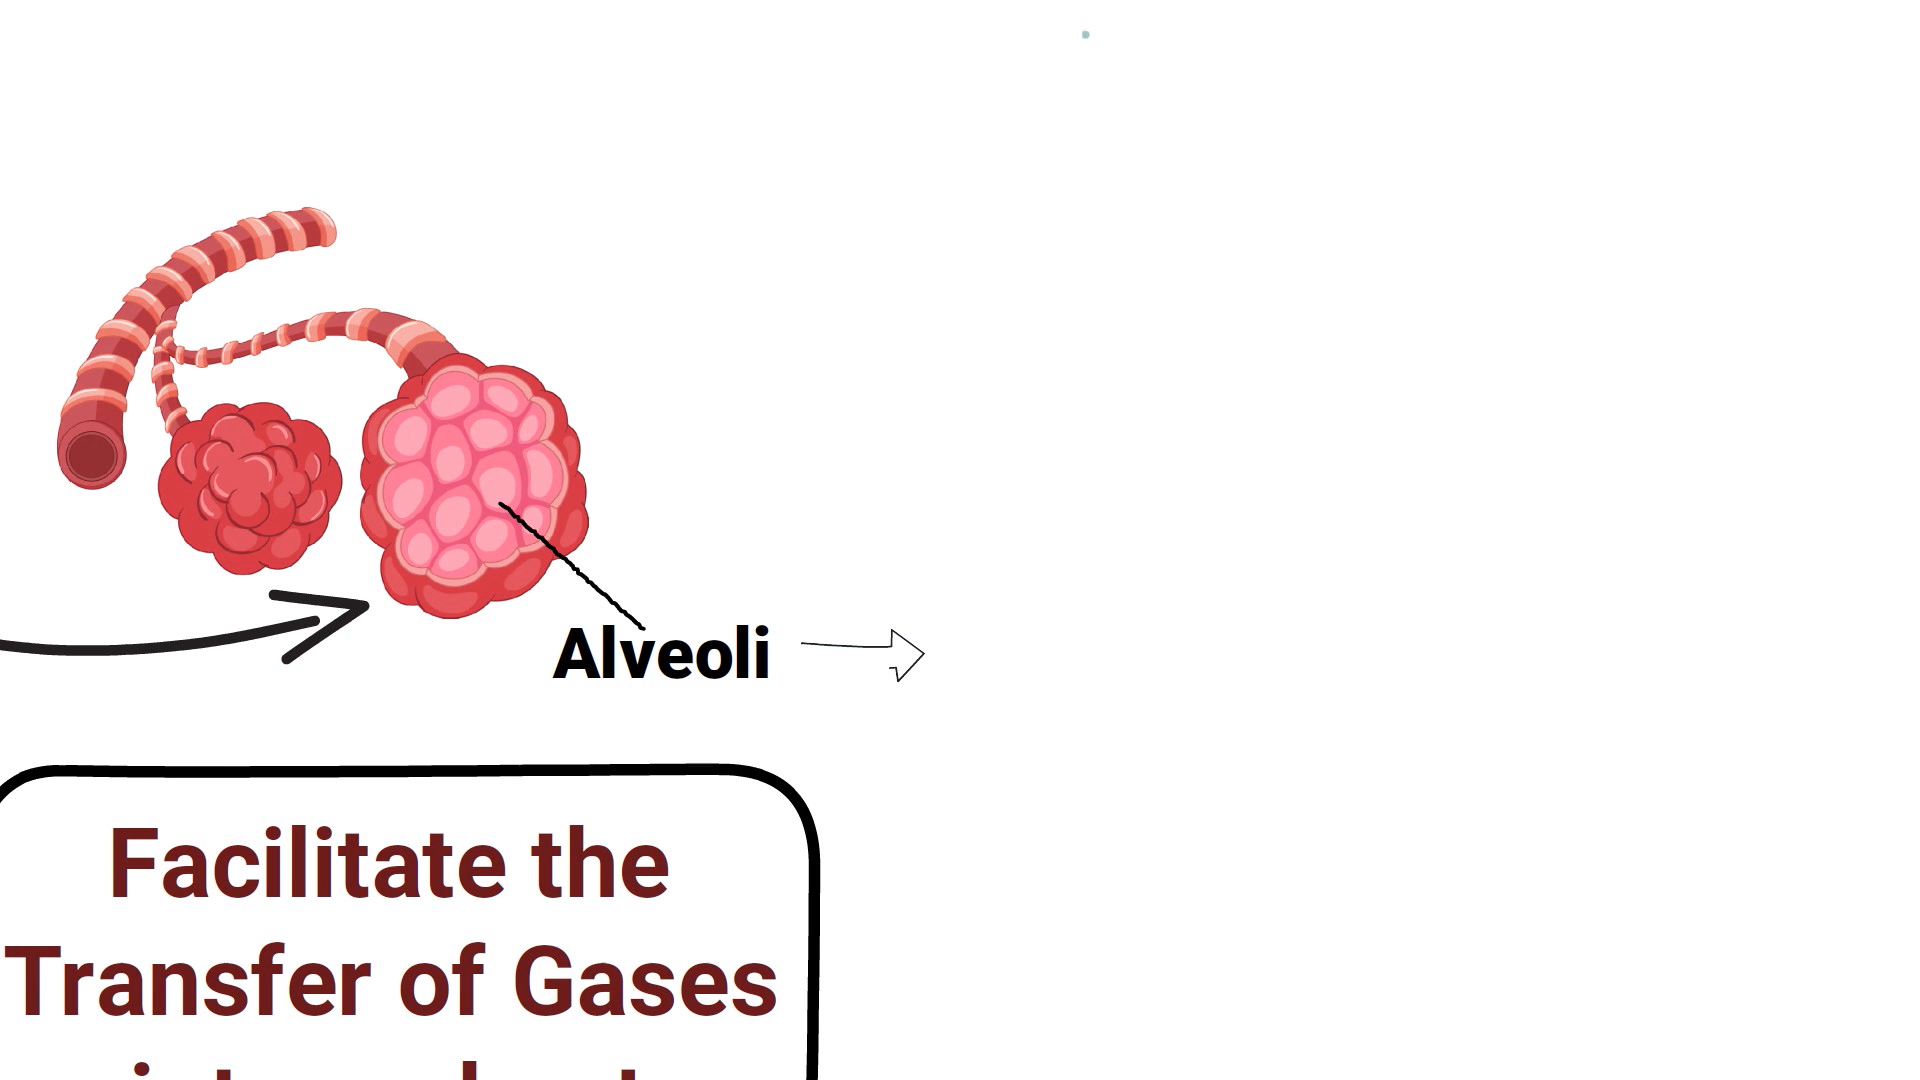 Alveoli
Facilitate the
Transfer of Gases